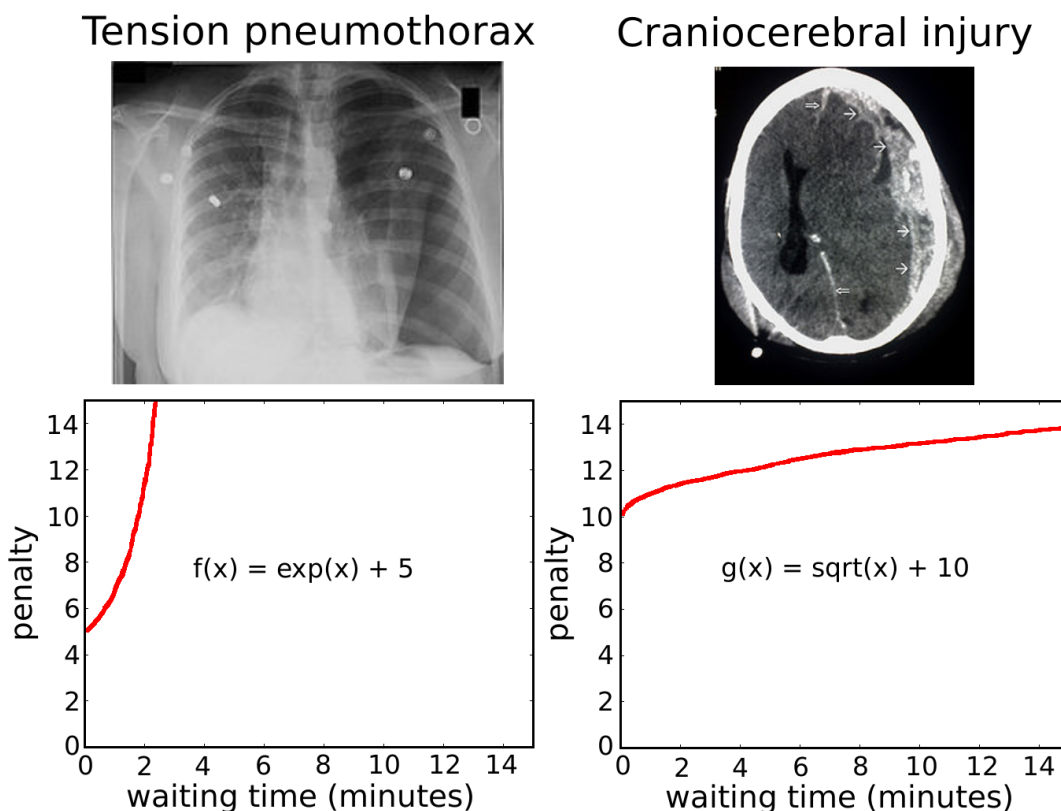 Tension pneumothorax
Craniocerebral injury
14
12
10
8
6
4
2
0
penalty
f(x) = exp(x) + 5
0 2 4 6 8 10 12 14
waiting time (minutes)
14
12
10
8
6
4
2
0
penalty
g(x) = sqrt(x) + 10
0 2 4 6 8 10 12 14
waiting time (minutes)